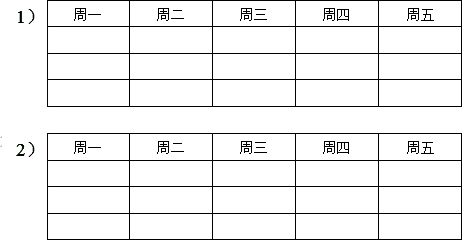 1） 周一 周二 周三 周四 周五
2） 周一 周二 周三 周四 周五